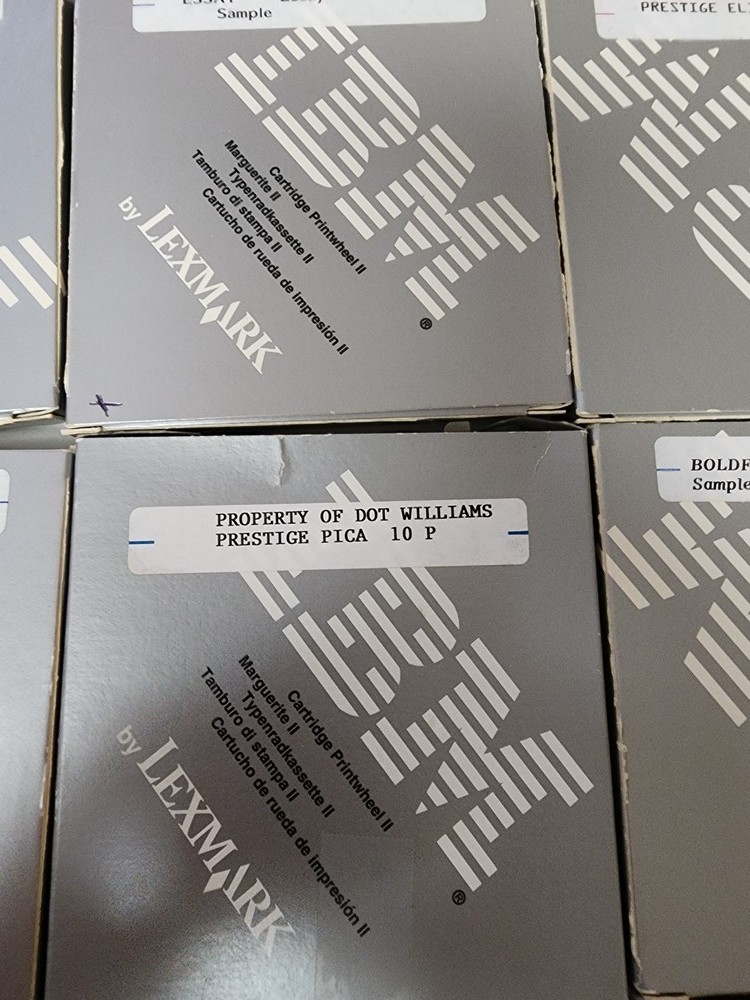 Sample
IBM®
Cartridge Printwheel II
Marguerite II
Typenradkassette II
Tamburo di stampa II
Cartucho de rueda de impresión II
by LEXMARK
PRESTIGE
PROPERTY OF DOT WILLIAMS
PRESTIGE PICA 10 P
IBM®
Cartridge Printwheel II
Marguerite II
Typenradkassette II
Tamburo di stampa II
Cartucho de rueda de impresión II
by LEXMARK
Sample